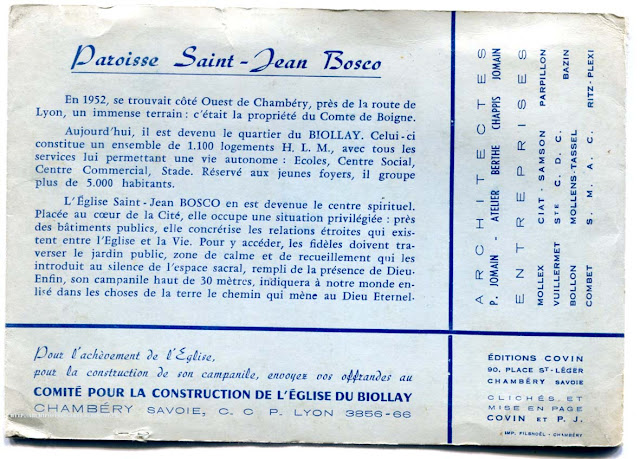 Paroisse Saint-Jean Bosco
En 1952, se trouvait côté Ouest de Chambéry, près de la route de
Lyon, un immense terrain : c'était la propriété du Comte de Boigne.
Aujourd'hui, il est devenu le quartier du BIOLLAY. Celui-ci
constitue un ensemble de 1.100 logements H. L. M., avec tous les
services lui permettant une vie autonome : Ecoles, Centre Social,
Centre Commercial, Stade. Réservé aux jeunes foyers, il groupe
plus de 5.000 habitants.
L'Église Saint-Jean BOSCO en est devenue le centre spirituel.
Placée au cœur de la Cité, elle occupe une situation privilégiée : près
des bâtiments publics, elle concrétise les relations étroites qui exis-
tent entre l'Eglise et la Vie. Pour y accéder, les fidèles doivent tra-
verser le jardin public, zone de calme et de recueillement qui les
introduit au silence de l'espace sacral, rempli de la présence de Dieu.
Enfin, son campanile haut de 30 mètres, indiquera à notre monde en-
lisé dans les choses de la terre le chemin qui mène au Dieu Eternel.
ARCHITECTES
P. JOMAIN - ATELIER BERTHE CHAPPIS JOMAIN
ENTREPRISES
MOLLEX CIAT - SAMSON PARPILLON
VUILLERMET STE C. D. C. BAZIN
BOLLON MOLLENS-TASSEL
COMBET S. M. A. C. RITZ-PLEXI
Pour l'achèvement de l'Église,
pour la construction de son campanile, envoyez vos offrandes au
COMITÉ POUR LA CONSTRUCTION DE L'ÉGLISE DU BIOLLAY
CHAMBÉRY SAVOIE, C. C P. LYON 3856-66
ÉDITIONS COVIN
90, PLACE ST-LÉGER
CHAMBÉRY SAVOIE
CLICHÉS ET
MISE EN PAGE
COVIN ET P. J.
IMP. FILBNOËL - CHAMBÉRY